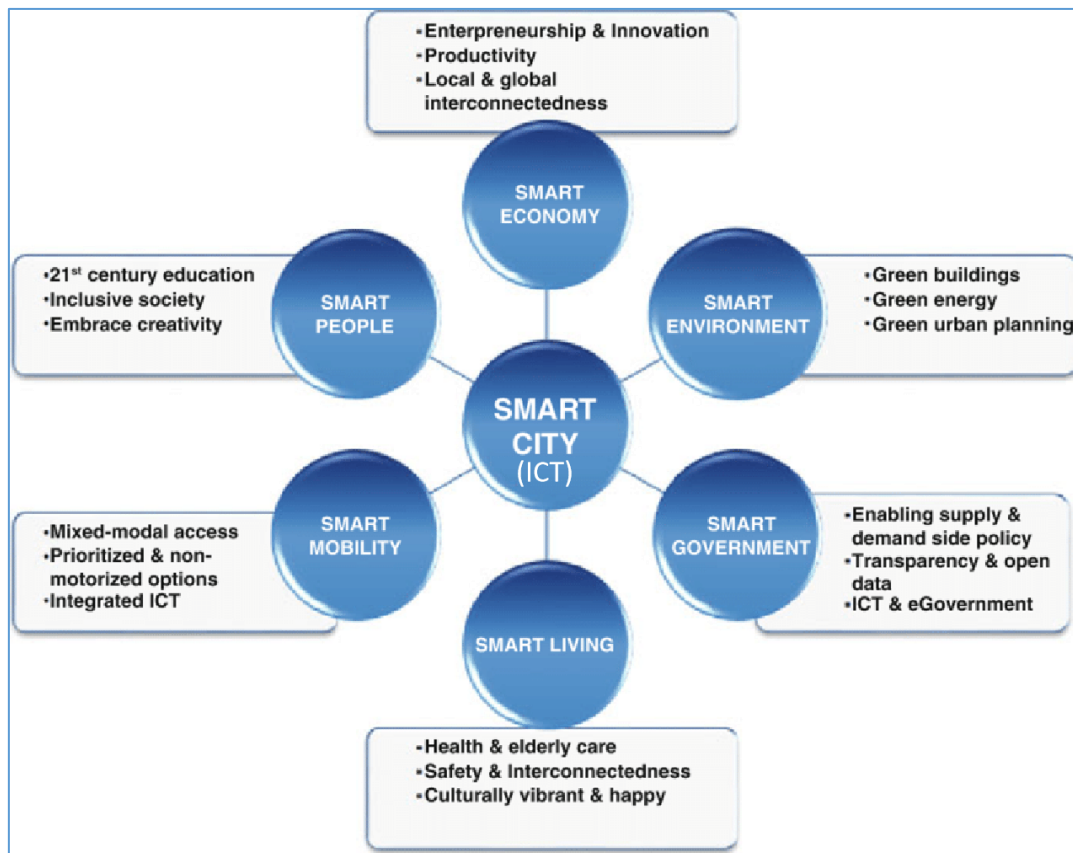 ▪Enterpreneurship & Innovation
▪Productivity
▪Local & global
interconnectedness
SMART
ECONOMY
•21st century education
•Inclusive society
•Embrace creativity
SMART
PEOPLE
SMART
ENVIRONMENT
•Green buildings
•Green energy
•Green urban planning
SMART
CITY
(ICT)
•Mixed-modal access
•Prioritized & non-
motorized options
•Integrated ICT
SMART
MOBILITY
SMART
GOVERNMENT
•Enabling supply &
demand side policy
•Transparency & open
data
•ICT & eGovernment
SMART LIVING
▪Health & elderly care
▪Safety & Interconnectedness
▪Culturally vibrant & happy